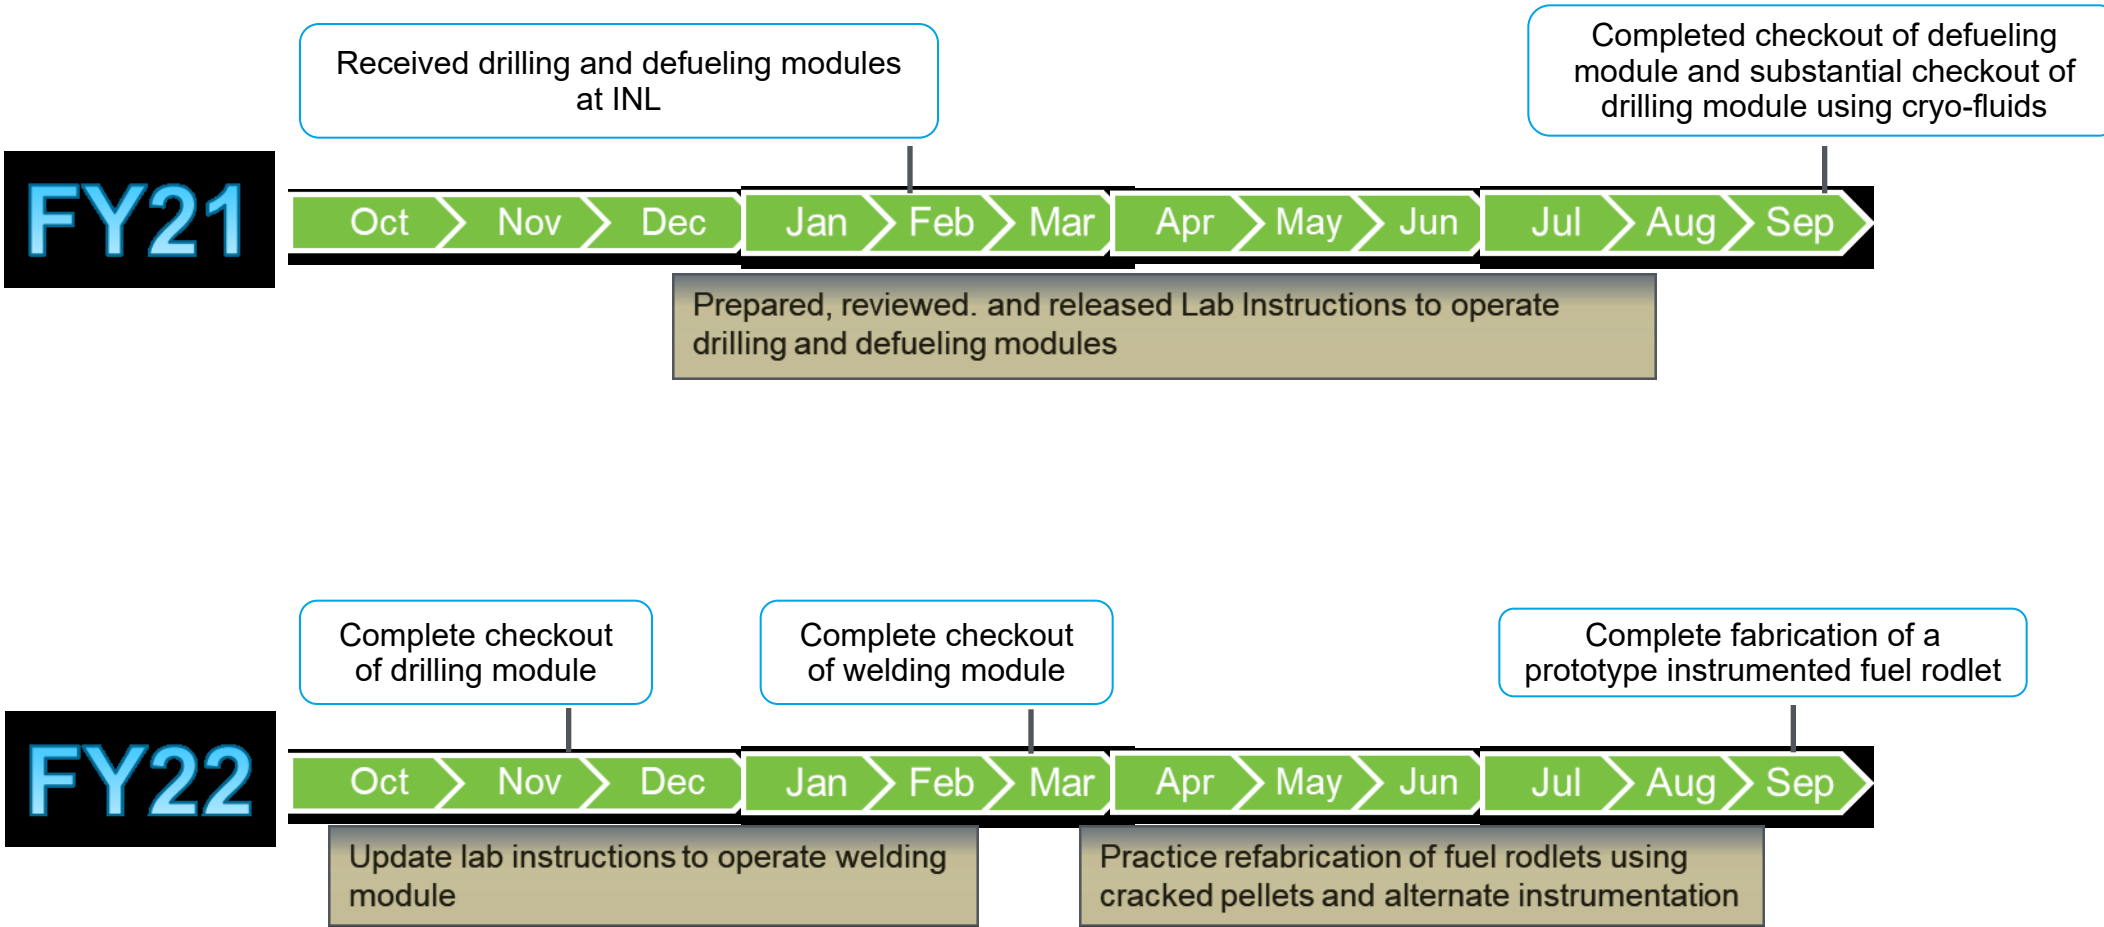 Received drilling and defueling modules
at INL
Completed checkout of defueling
module and substantial checkout of
drilling module using cryo-fluids
FY21
Oct Nov Dec Jan Feb Mar Apr May Jun Jul Aug Sep
Prepared, reviewed. and released Lab Instructions to operate
drilling and defueling modules
Complete checkout
of drilling module
Complete checkout
of welding module
Complete fabrication of a
prototype instrumented fuel rodlet
FY22
Oct Nov Dec Jan Feb Mar Apr May Jun Jul Aug Sep
Update lab instructions to operate welding
module
Practice refabrication of fuel rodlets using
cracked pellets and alternate instrumentation